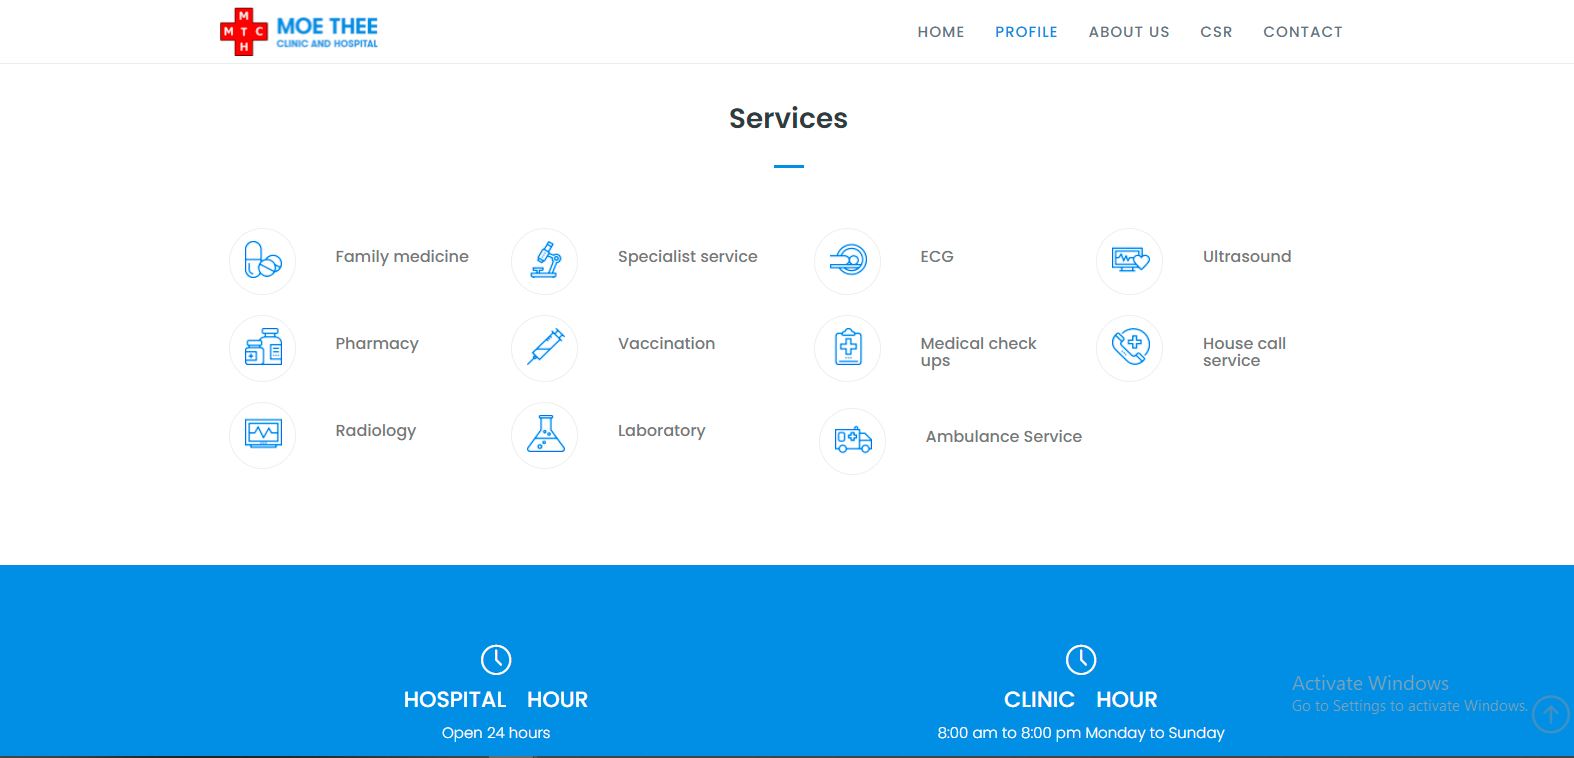 M
M T C
H
MOE THEE
CLINIC AND HOSPITAL
HOME PROFILE ABOUT US CSR CONTACT
Services
Family medicine
Specialist service
ECG
Ultrasound
Pharmacy
Vaccination
Medical check
ups
House call
service
Radiology
Laboratory
Ambulance Service
HOSPITAL HOUR
Open 24 hours
CLINIC HOUR
8:00 am to 8:00 pm Monday to Sunday
Activate Windows
Go to Settings to activate Windows.